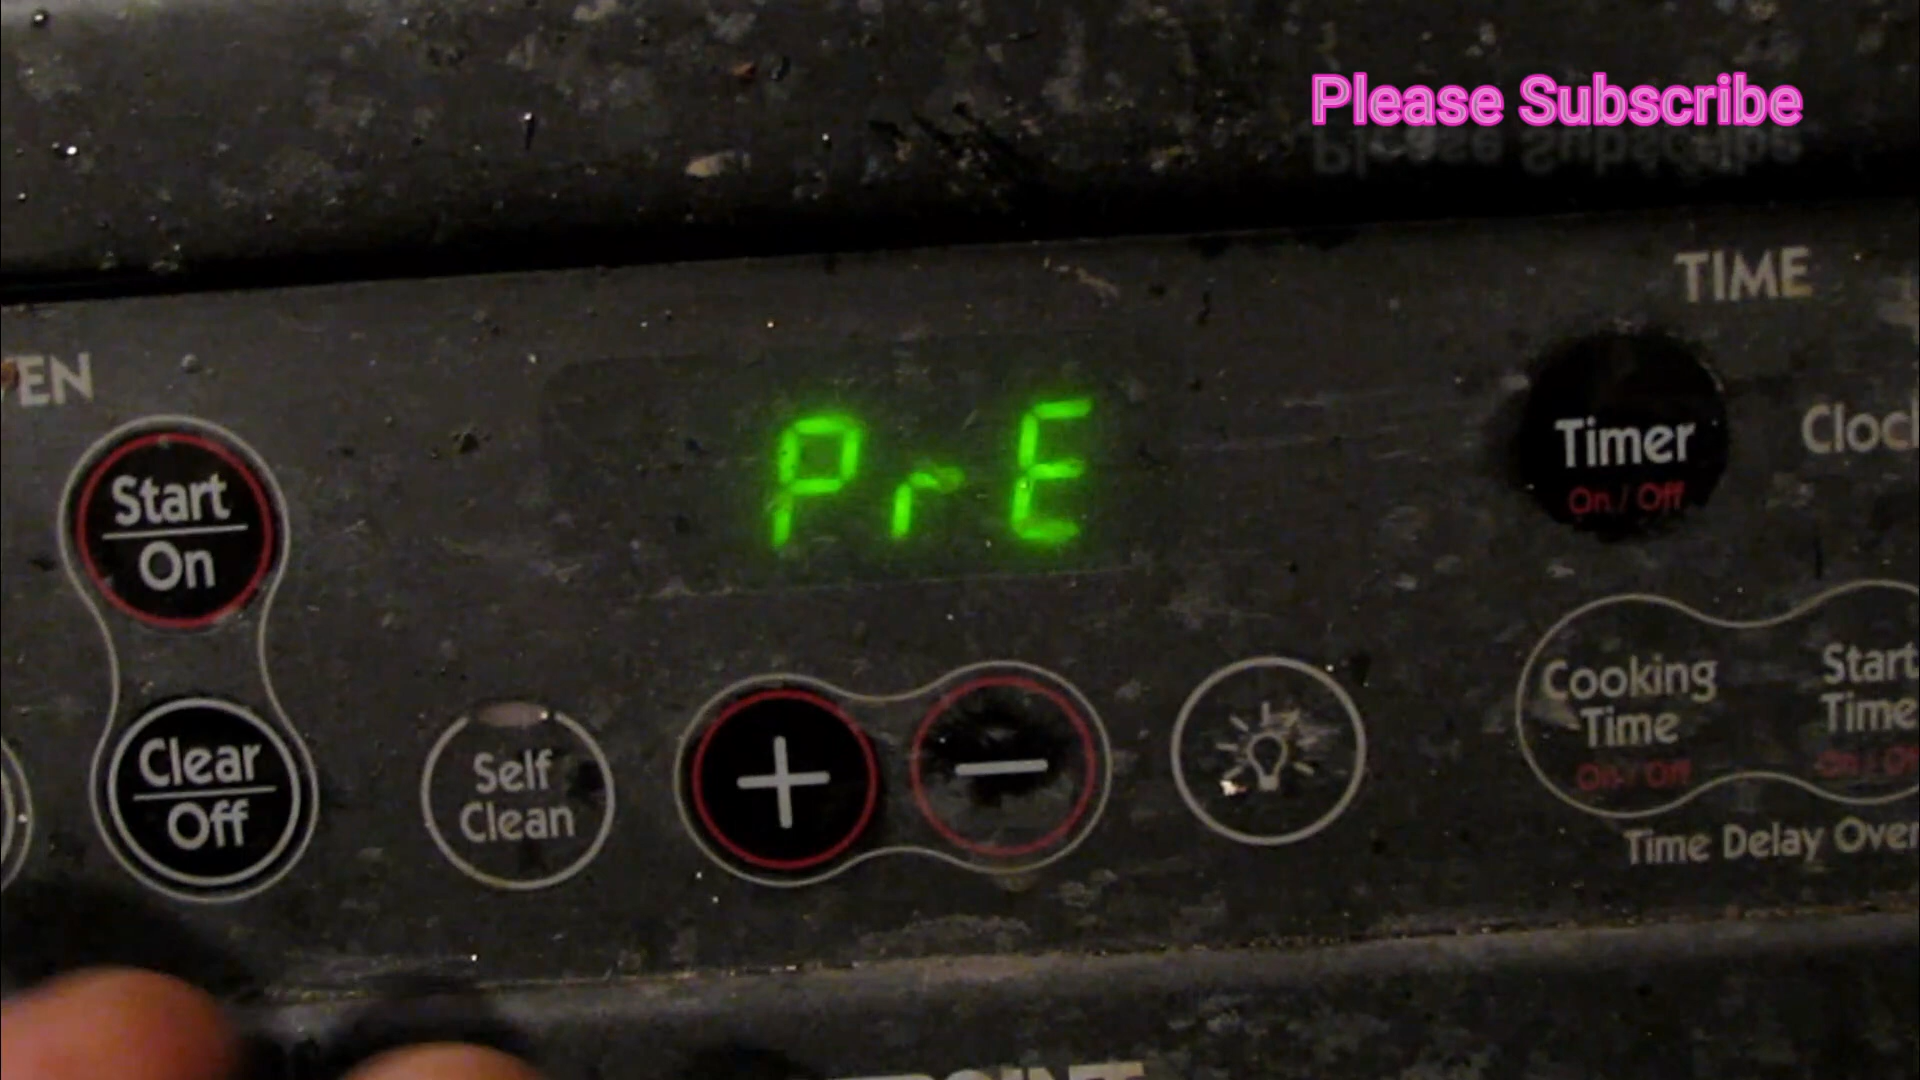 Please Subscribe
TIME
EN
PrE
Start
On
Timer
On / Off
Clock
Clear
Off
Self
Clean
+
−
Cooking
Time
On / Off
Start
Time
On / Off
Time Delay Oven